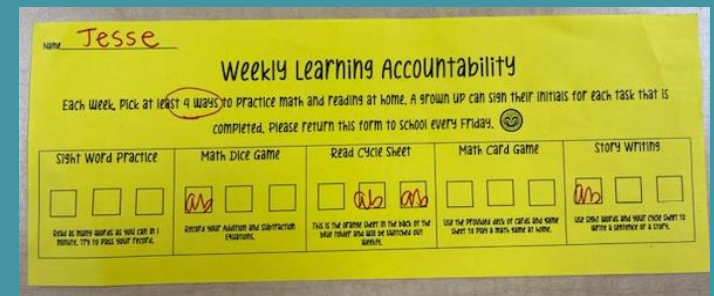 Name Jesse
Weekly Learning Accountability
Each week, pick at least 4 ways to practice math and reading at home. A grown up can sign their initials for each task that is
completed. Please return this form to school every Friday.
Sight Word Practice
Read as many words as you can in 1
minute, try to pass your record.
Math Dice Game
ab
Record your addition and subtraction
equations.
Read Cycle Sheet
ab ab
This is the orange sheet in the back of the
blue folder and will be switched out
weekly.
Math Card Game
Use the provided deck of cards and game
sheet to play a math game at home.
Story Writing
ab
Use sight words and your cycle sheet to
write a sentence or a story.